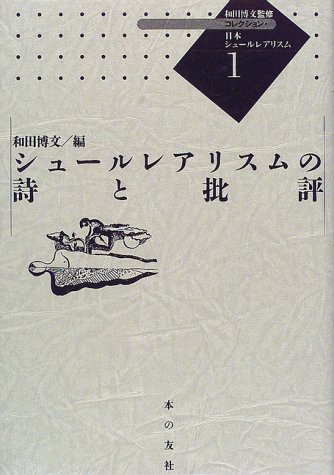 和田博文監修
コレクション・
日本
シュールレアリスム
1
和田博文/編
シュールレアリスムの
詩と批評
本の友社